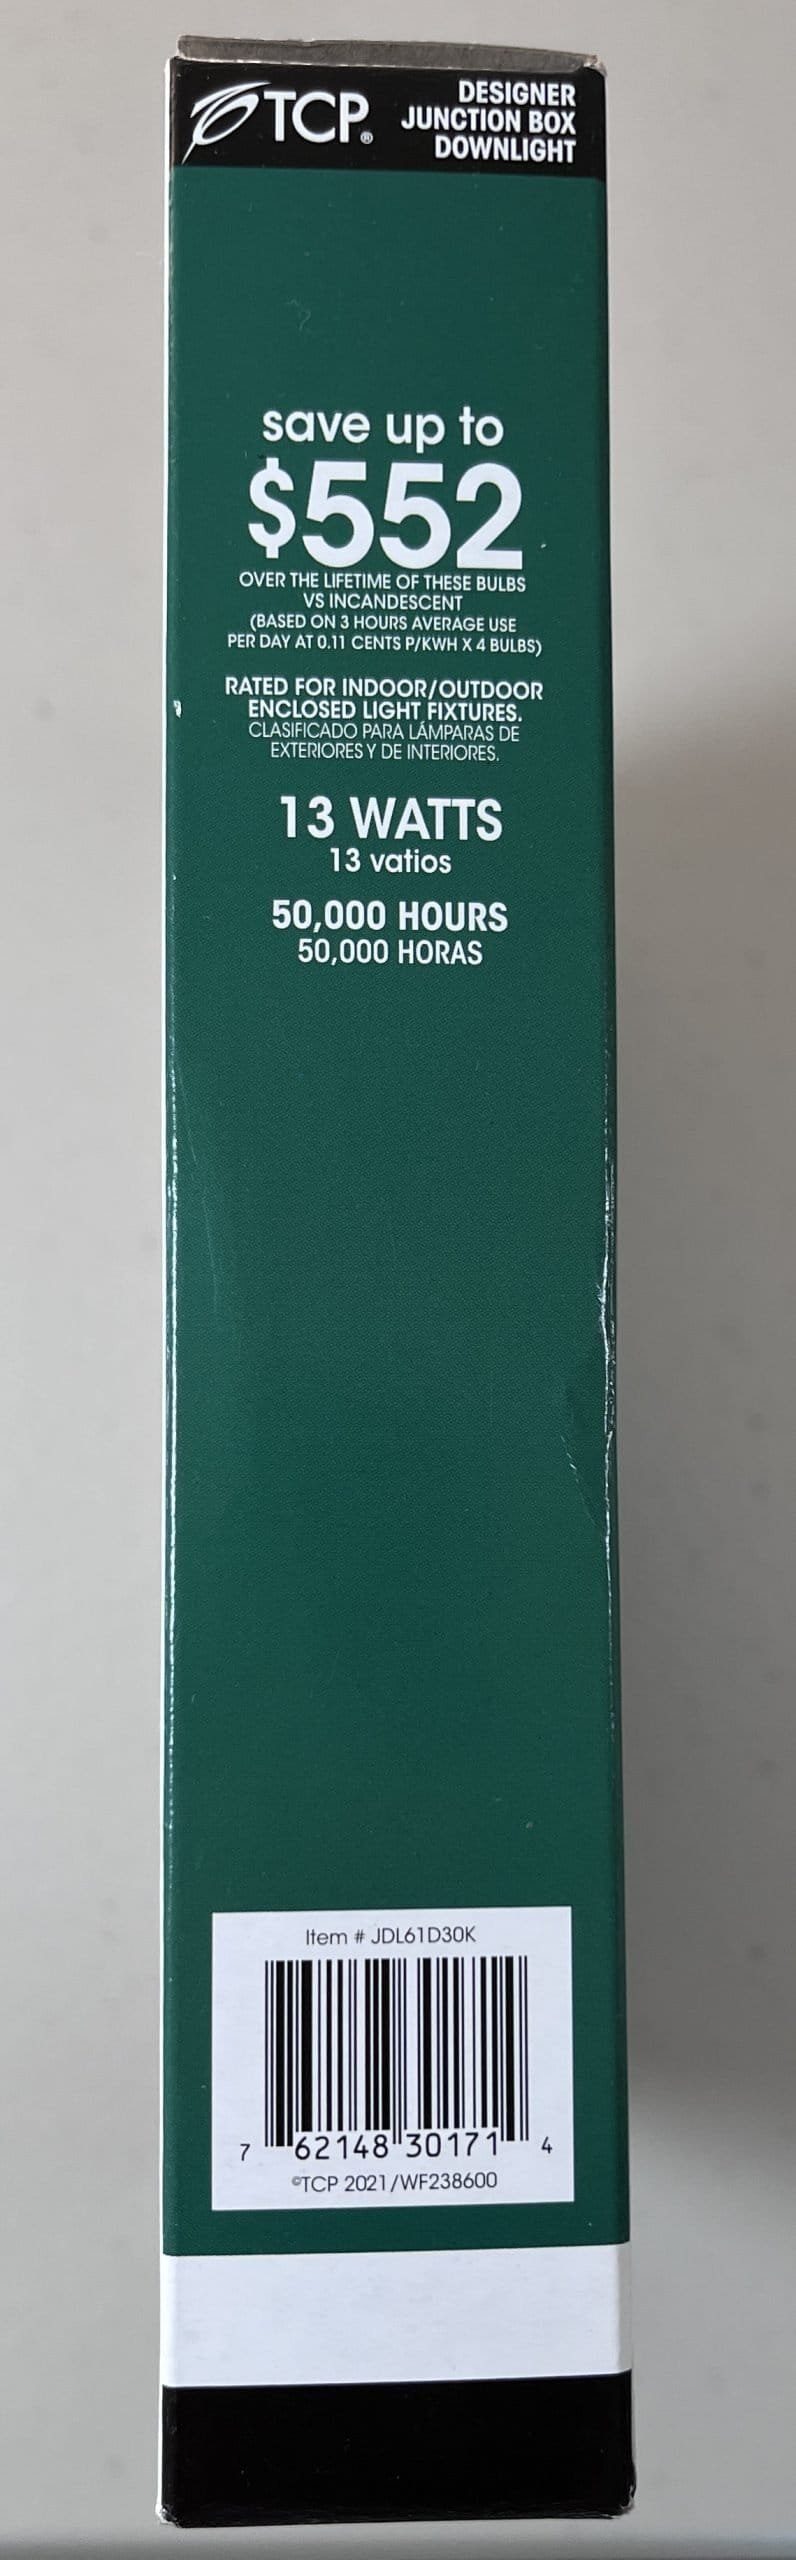 TCP®
DESIGNER
JUNCTION BOX
DOWNLIGHT
save up to
$552
OVER THE LIFETIME OF THESE BULBS
VS INCANDESCENT
(BASED ON 3 HOURS AVERAGE USE
PER DAY AT 0.11 CENTS P/KWH X 4 BULBS)
RATED FOR INDOOR/OUTDOOR
ENCLOSED LIGHT FIXTURES.
CLASIFICADO PARA LÁMPARAS DE
EXTERIORES Y DE INTERIORES.
13 WATTS
13 vatios
50,000 HOURS
50,000 HORAS
Item # JDL61D30K
7 62148 30171 4
©TCP 2021/WF238600